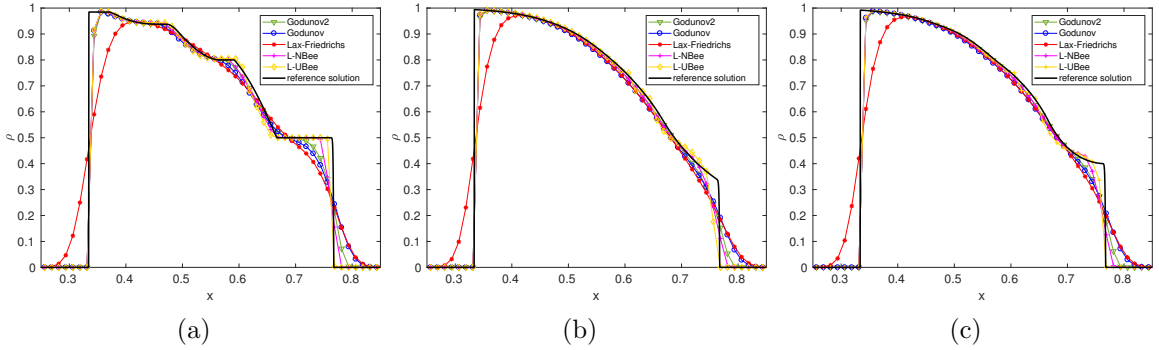 1
0.9
0.8
0.7
0.6
0.5
0.4
0.3
0.2
0.1
0
ρ
0.3 0.4 0.5 0.6 0.7 0.8
x
Godunov2
Godunov
Lax-Friedrichs
L-NBee
L-UBee
reference solution
(a)
1
0.9
0.8
0.7
0.6
0.5
0.4
0.3
0.2
0.1
0
ρ
0.3 0.4 0.5 0.6 0.7 0.8
x
Godunov2
Godunov
Lax-Friedrichs
L-NBee
L-UBee
reference solution
(b)
1
0.9
0.8
0.7
0.6
0.5
0.4
0.3
0.2
0.1
0
ρ
0.3 0.4 0.5 0.6 0.7 0.8
x
Godunov2
Godunov
Lax-Friedrichs
L-NBee
L-UBee
reference solution
(c)